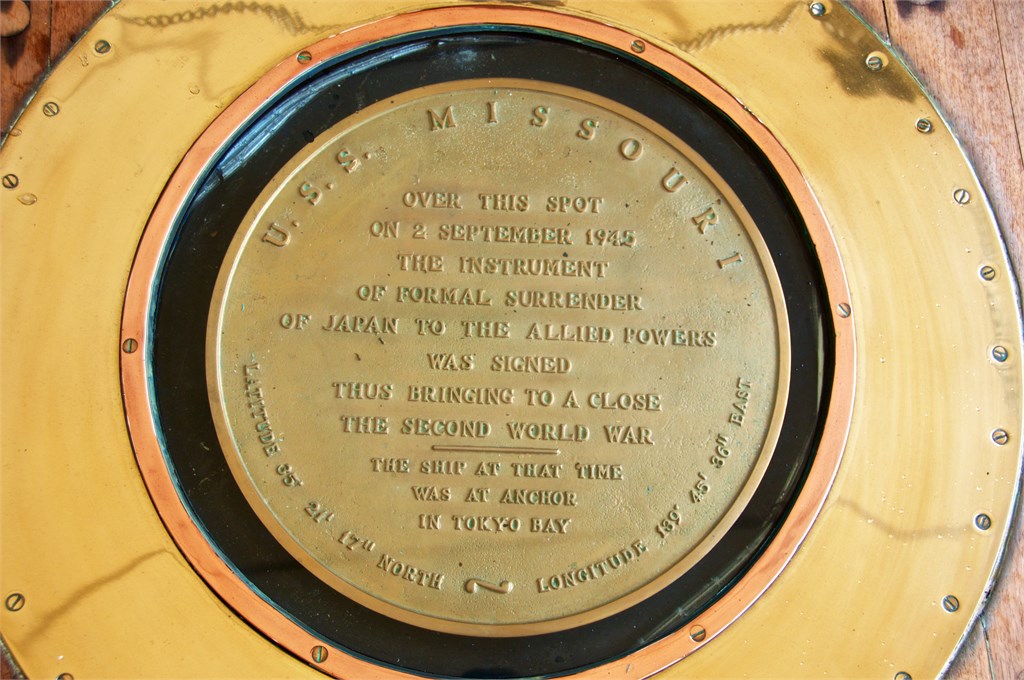 U.S.S. MISSOURI
OVER THIS SPOT
ON 2 SEPTEMBER 1945
THE INSTRUMENT
OF FORMAL SURRENDER
OF JAPAN TO THE ALLIED POWERS
WAS SIGNED
THUS BRINGING TO A CLOSE
THE SECOND WORLD WAR
THE SHIP AT THAT TIME
WAS AT ANCHOR
IN TOKYO BAY
LATITUDE 35° 21' 17" NORTH ~ LONGITUDE 139° 45' 36" EAST